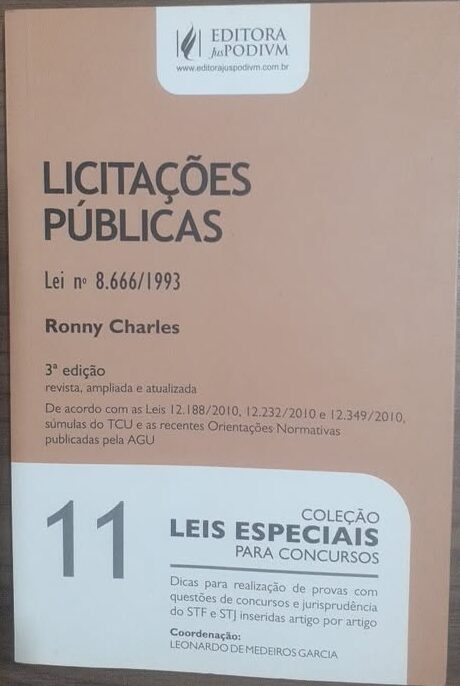 EDITORA
JusPODIVM
www.editorajuspodivm.com.br
LICITAÇÕES
PÚBLICAS
Lei nº 8.666/1993
Ronny Charles
3ª edição
revista, ampliada e atualizada
De acordo com as Leis 12.188/2010, 12.232/2010 e 12.349/2010,
súmulas do TCU e as recentes Orientações Normativas
publicadas pela AGU
11
COLEÇÃO
LEIS ESPECIAIS
PARA CONCURSOS
Dicas para realização de provas com
questões de concursos e jurisprudência
do STF e STJ inseridas artigo por artigo
Coordenação:
LEONARDO DE MEDEIROS GARCIA